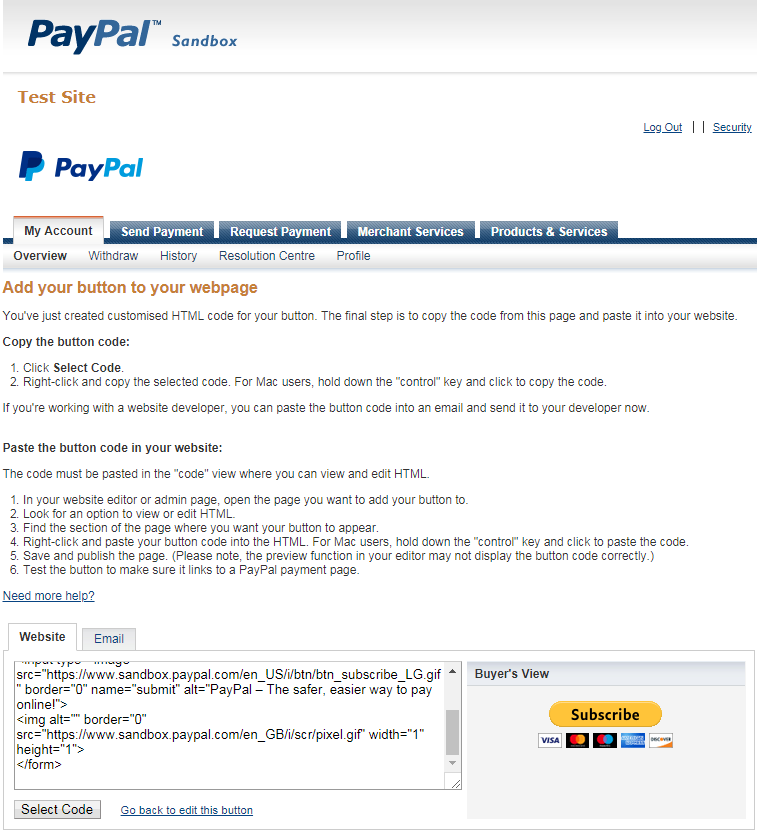 PayPal™ Sandbox
Test Site
Log Out | | Security
PayPal
My Account Send Payment Request Payment Merchant Services Products & Services
Overview Withdraw History Resolution Centre Profile
Add your button to your webpage
You've just created customised HTML code for your button. The final step is to copy the code from this page and paste it into your website.
Copy the button code:
1. Click Select Code.
2. Right-click and copy the selected code. For Mac users, hold down the "control" key and click to copy the code.
If you're working with a website developer, you can paste the button code into an email and send it to your developer now.
Paste the button code in your website:
The code must be pasted in the "code" view where you can view and edit HTML.
1. In your website editor or admin page, open the page you want to add your button to.
2. Look for an option to view or edit HTML.
3. Find the section of the page where you want your button to appear.
4. Right-click and paste your button code into the HTML. For Mac users, hold down the "control" key and click to paste the code.
5. Save and publish the page. (Please note, the preview function in your editor may not display the button code correctly.)
6. Test the button to make sure it links to a PayPal payment page.
Need more help?
Website Email
<input type="image"
src="https://www.sandbox.paypal.com/en_US/i/btn/btn_subscribe_LG.gif
" border="0" name="submit" alt="PayPal – The safer, easier way to pay
online!">
<img alt="" border="0"
src="https://www.sandbox.paypal.com/en_GB/i/scr/pixel.gif" width="1"
height="1">
</form>
Buyer's View
Subscribe
VISA DISCOVER
Select Code Go back to edit this button